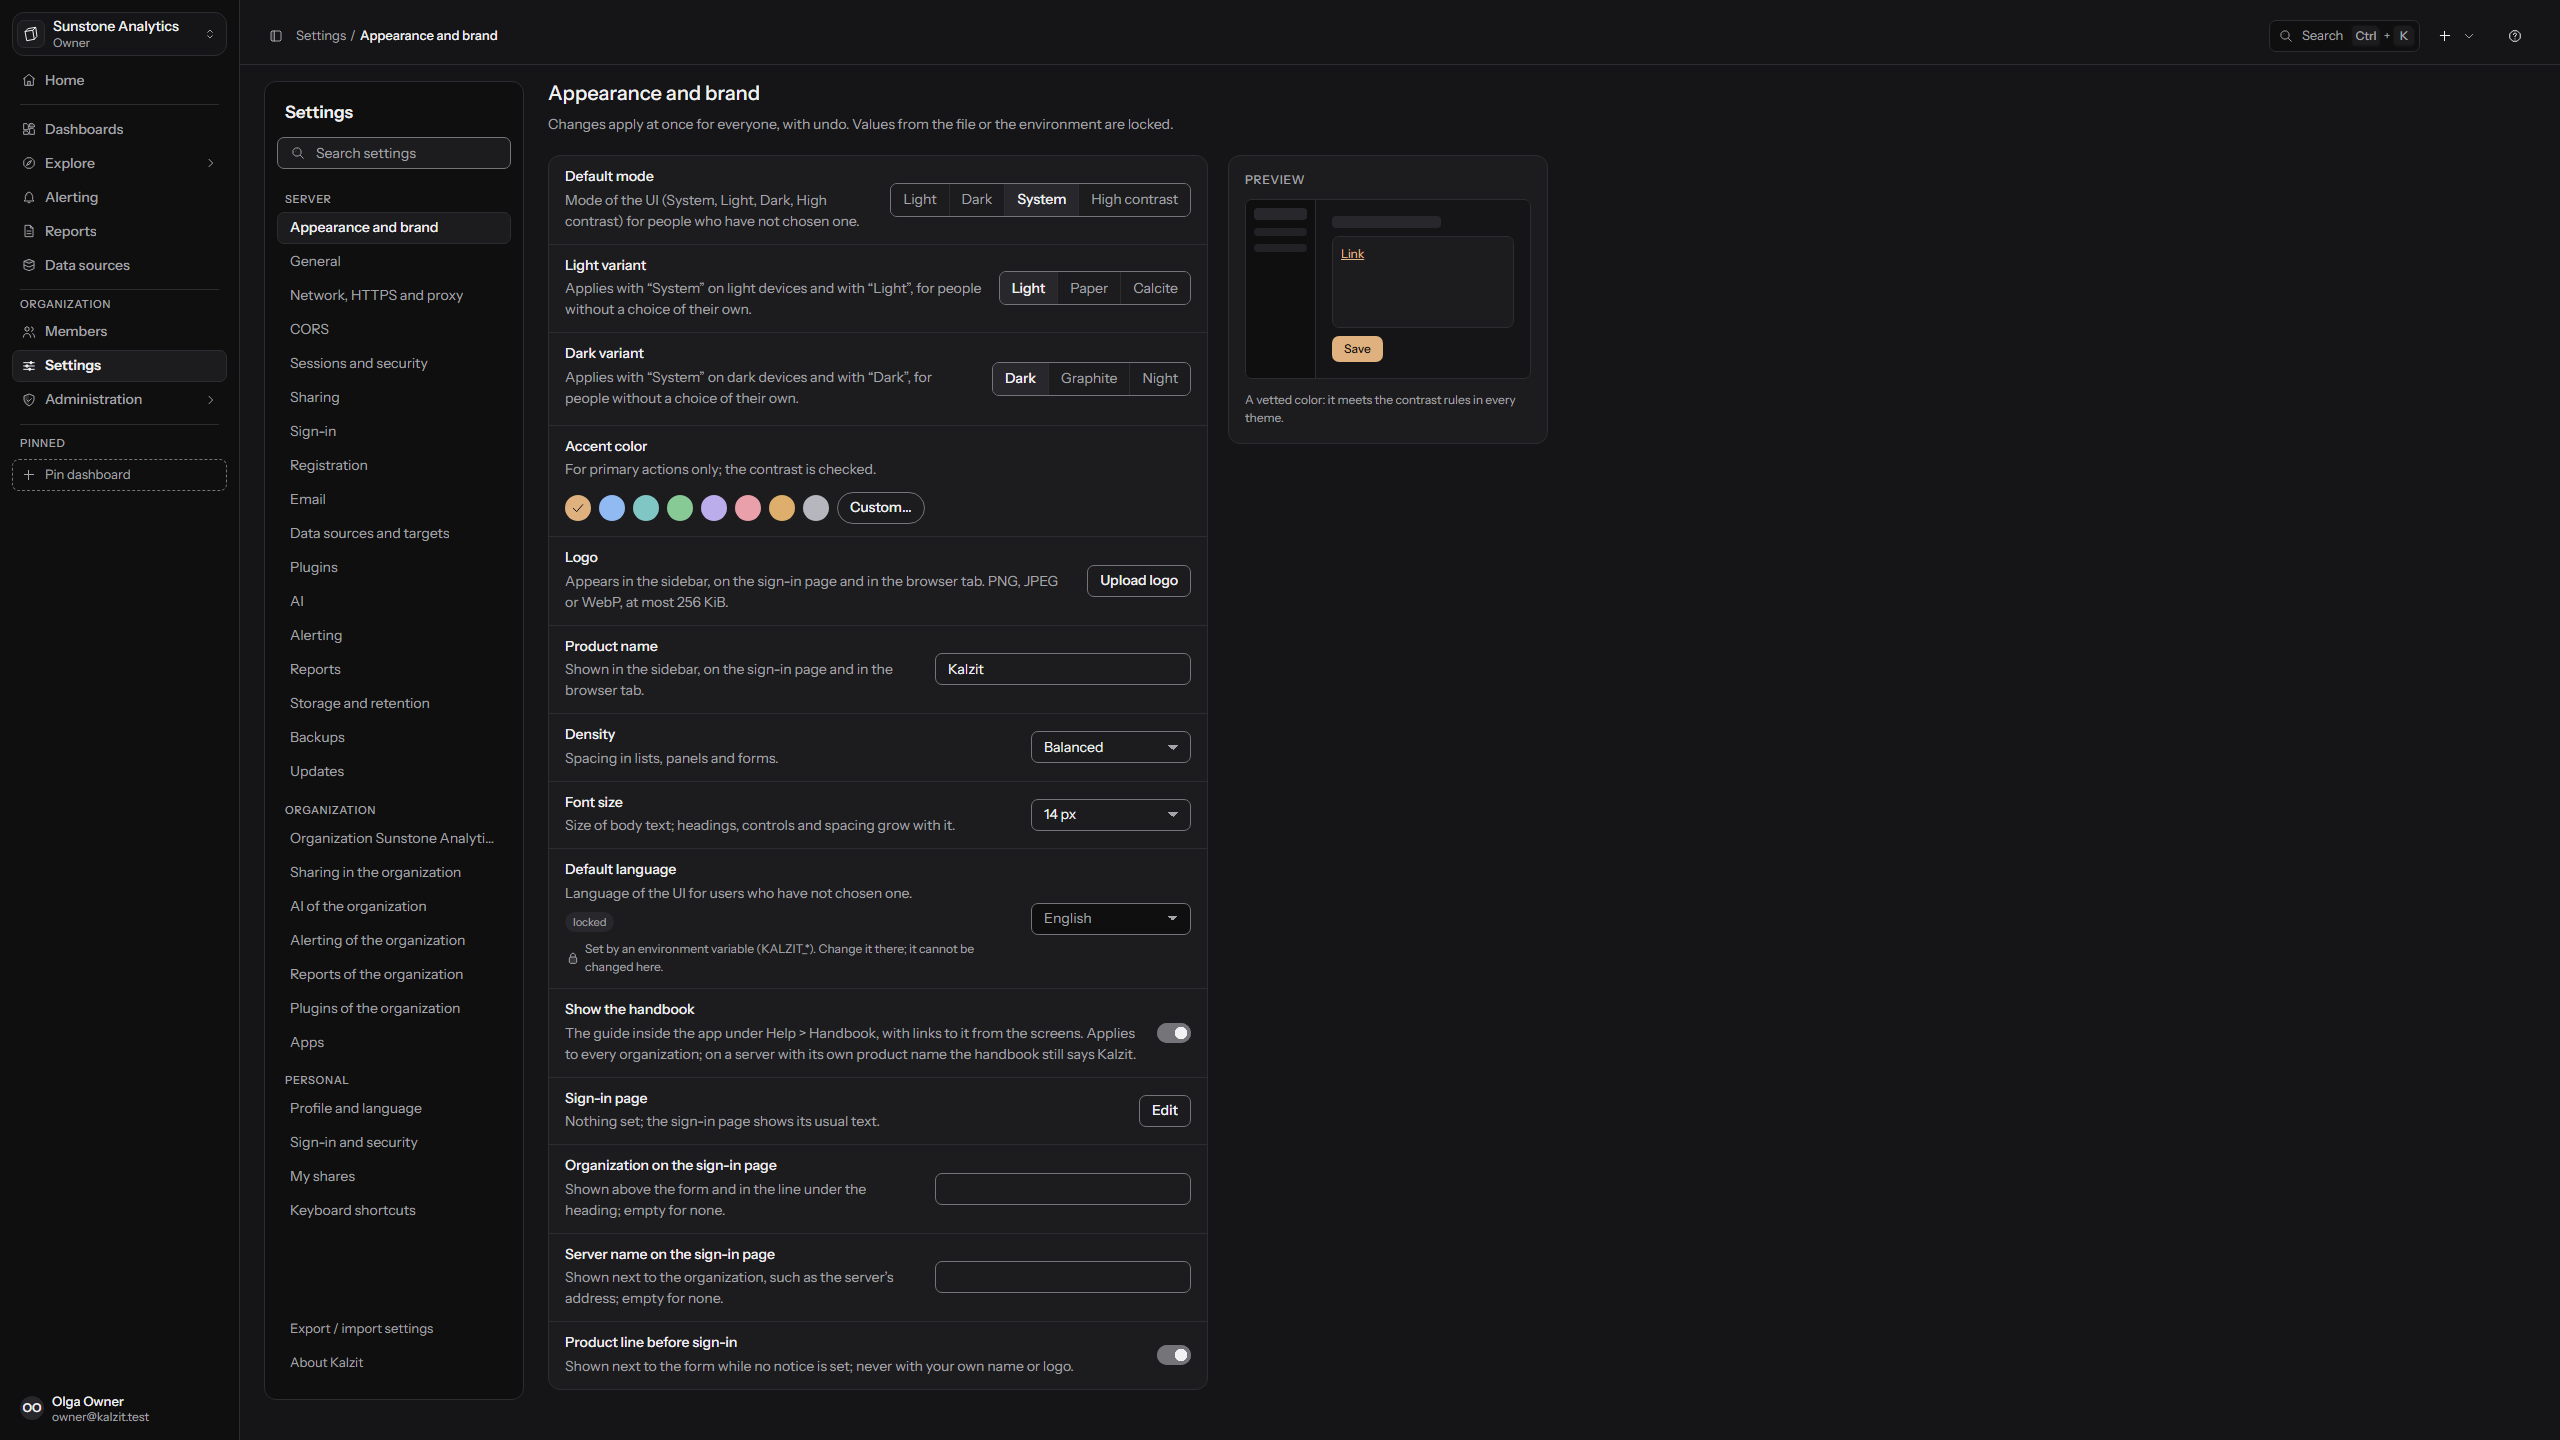 Sunstone Analytics
Owner
Home
Dashboards
Explore
Alerting
Reports
Data sources
ORGANIZATION
Members
Settings
Administration
PINNED
Pin dashboard
OO
Olga Owner
owner@kalzit.test
Settings / Appearance and brand
Search Ctrl + K
Settings
Search settings
SERVER
Appearance and brand
General
Network, HTTPS and proxy
CORS
Sessions and security
Sharing
Sign-in
Registration
Email
Data sources and targets
Plugins
AI
Alerting
Reports
Storage and retention
Backups
Updates
ORGANIZATION
Organization Sunstone Analyti...
Sharing in the organization
AI of the organization
Alerting of the organization
Reports of the organization
Plugins of the organization
Apps
PERSONAL
Profile and language
Sign-in and security
My shares
Keyboard shortcuts
Export / import settings
About Kalzit
Appearance and brand
Changes apply at once for everyone, with undo. Values from the file or the environment are locked.
Default mode
Mode of the UI (System, Light, Dark, High
contrast) for people who have not chosen one.
Light Dark System High contrast
Light variant
Applies with “System” on light devices and with “Light”, for people
without a choice of their own.
Light Paper Calcite
Dark variant
Applies with “System” on dark devices and with “Dark”, for
people without a choice of their own.
Dark Graphite Night
Accent color
For primary actions only; the contrast is checked.
Custom...
Logo
Appears in the sidebar, on the sign-in page and in the browser tab. PNG, JPEG
or WebP, at most 256 KiB.
Upload logo
Product name
Shown in the sidebar, on the sign-in page and in the
browser tab.
Kalzit
Density
Spacing in lists, panels and forms.
Balanced
Font size
Size of body text; headings, controls and spacing grow with it.
14 px
Default language
Language of the UI for users who have not chosen one.
locked
Set by an environment variable (KALZIT_*). Change it there; it cannot be
changed here.
English
Show the handbook
The guide inside the app under Help > Handbook, with links to it from the screens. Applies
to every organization; on a server with its own product name the handbook still says Kalzit.
Sign-in page
Nothing set; the sign-in page shows its usual text.
Edit
Organization on the sign-in page
Shown above the form and in the line under the
heading; empty for none.
Server name on the sign-in page
Shown next to the organization, such as the server’s
address; empty for none.
Product line before sign-in
Shown next to the form while no notice is set; never with your own name or logo.
PREVIEW
Link
Save
A vetted color: it meets the contrast rules in every
theme.